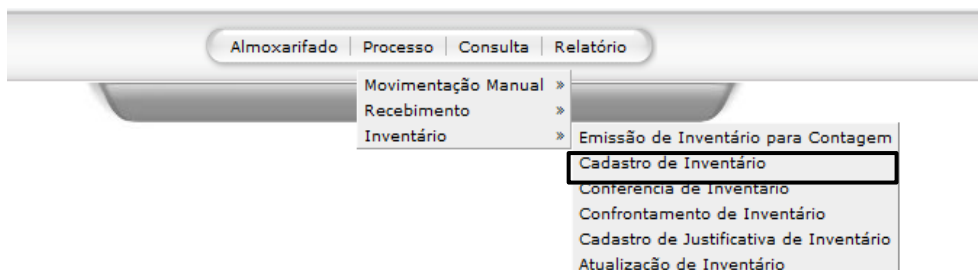 Almoxarifado Processo Consulta Relatório
Movimentação Manual »
Recebimento »
Inventário »
Emissão de Inventário para Contagem
Cadastro de Inventário
Conferência de Inventário
Confrontamento de Inventário
Cadastro de Justificativa de Inventário
Atualização de Inventário